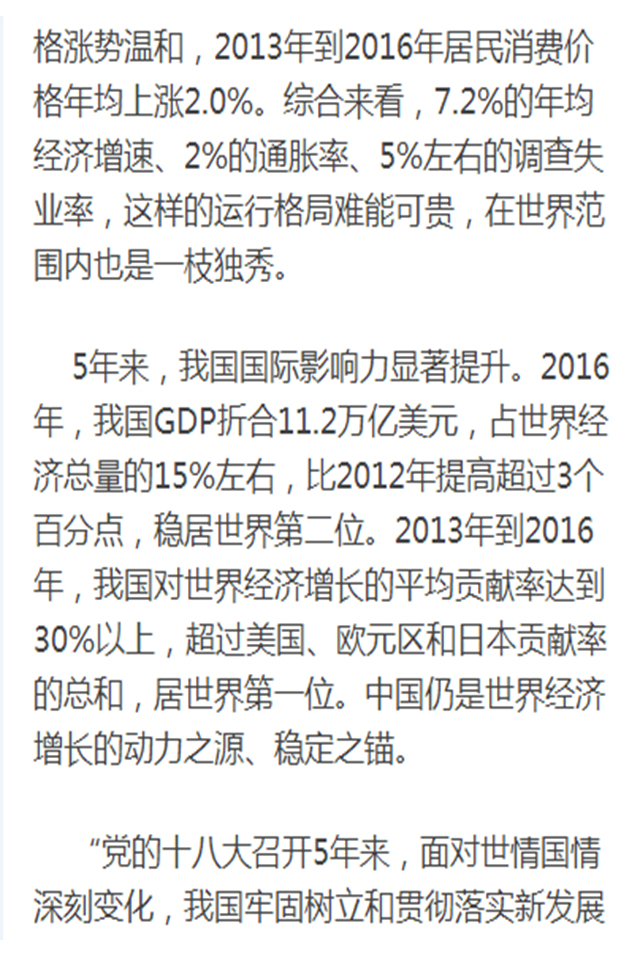 格涨势温和，2013年到2016年居民消费价
格年均上涨2.0%。综合来看，7.2%的年均
经济增速、2%的通胀率、5%左右的调查失
业率，这样的运行格局难能可贵，在世界范
围内也是一枝独秀。
5年来，我国国际影响力显著提升。2016
年，我国GDP折合11.2万亿美元，占世界经
济总量的15%左右，比2012年提高超过3个
百分点，稳居世界第二位。2013年到2016
年，我国对世界经济增长的平均贡献率达到
30%以上，超过美国、欧元区和日本贡献率
的总和，居世界第一位。中国仍是世界经济
增长的动力之源、稳定之锚。
“党的十八大召开5年来，面对世情国情
深刻变化，我国牢固树立和贯彻落实新发展